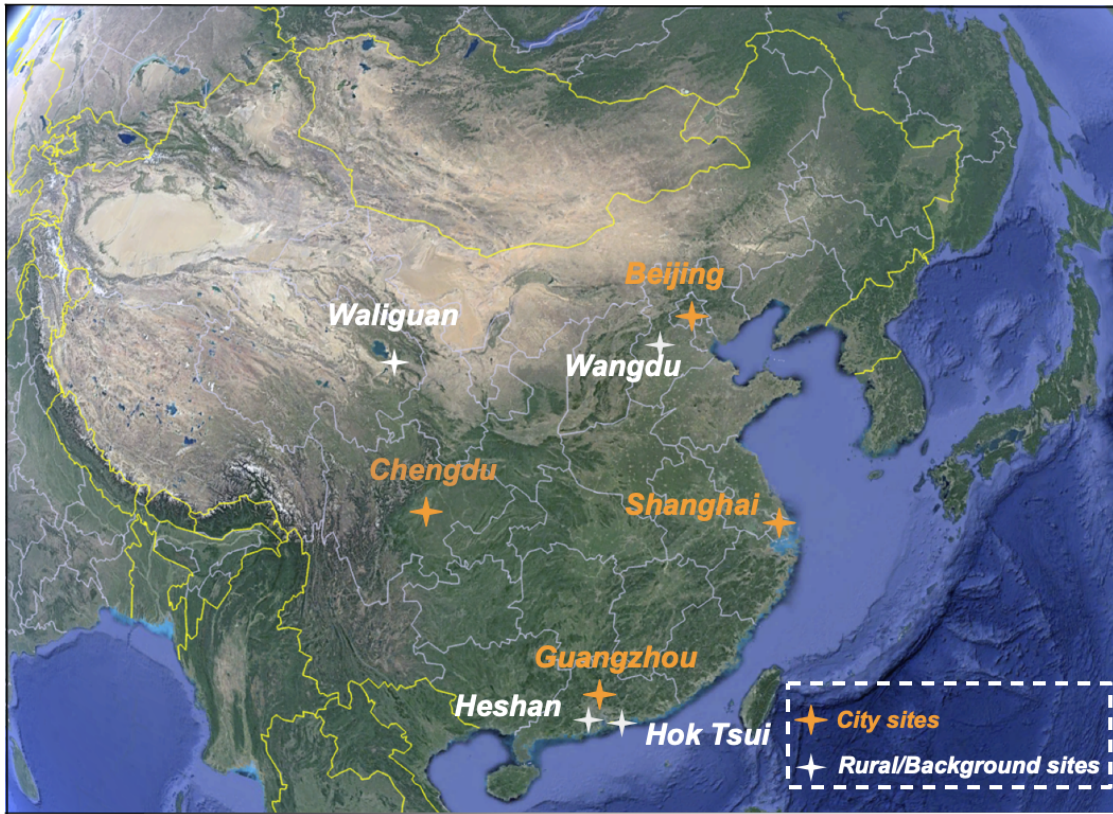 Beijing
Waliguan
Wangdu
Chengdu
Shanghai
Guangzhou
Heshan
Hok Tsui
City sites
Rural/Background sites